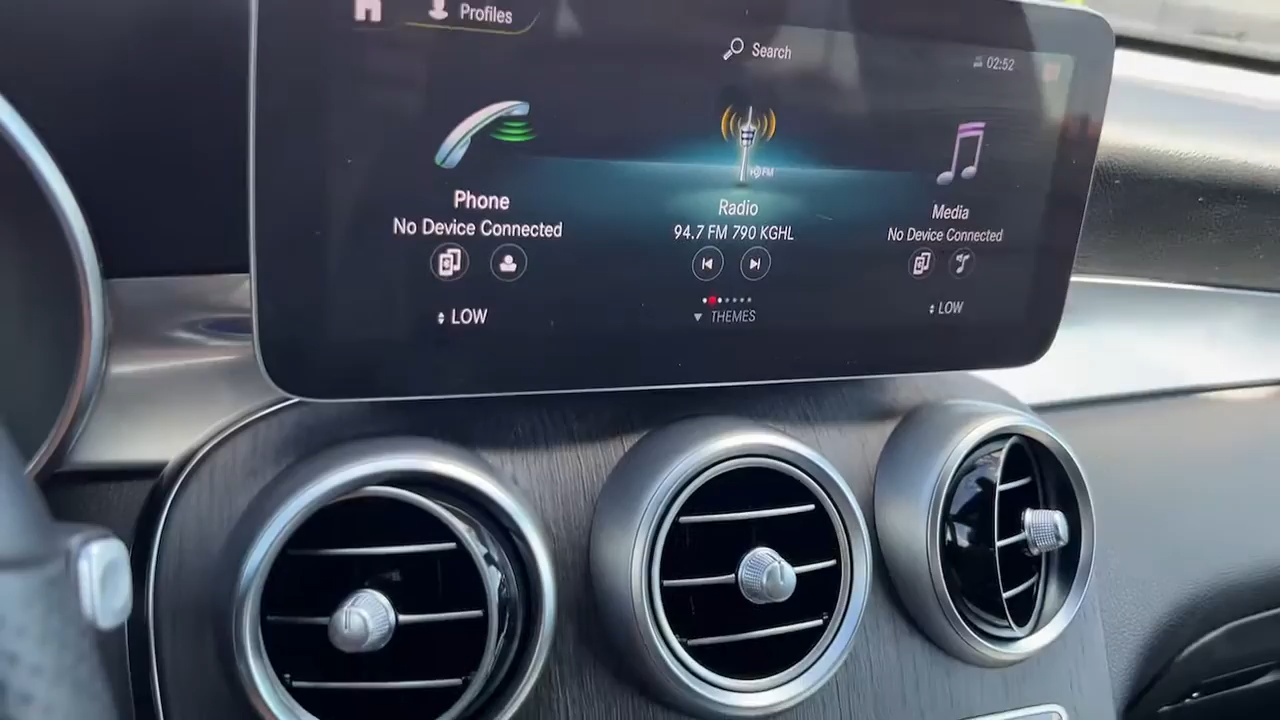 Profiles
Search
02:52
Phone
No Device Connected
Radio
94.7 FM 790 KGHL
Media
No Device Connected
LOW
THEMES
LOW